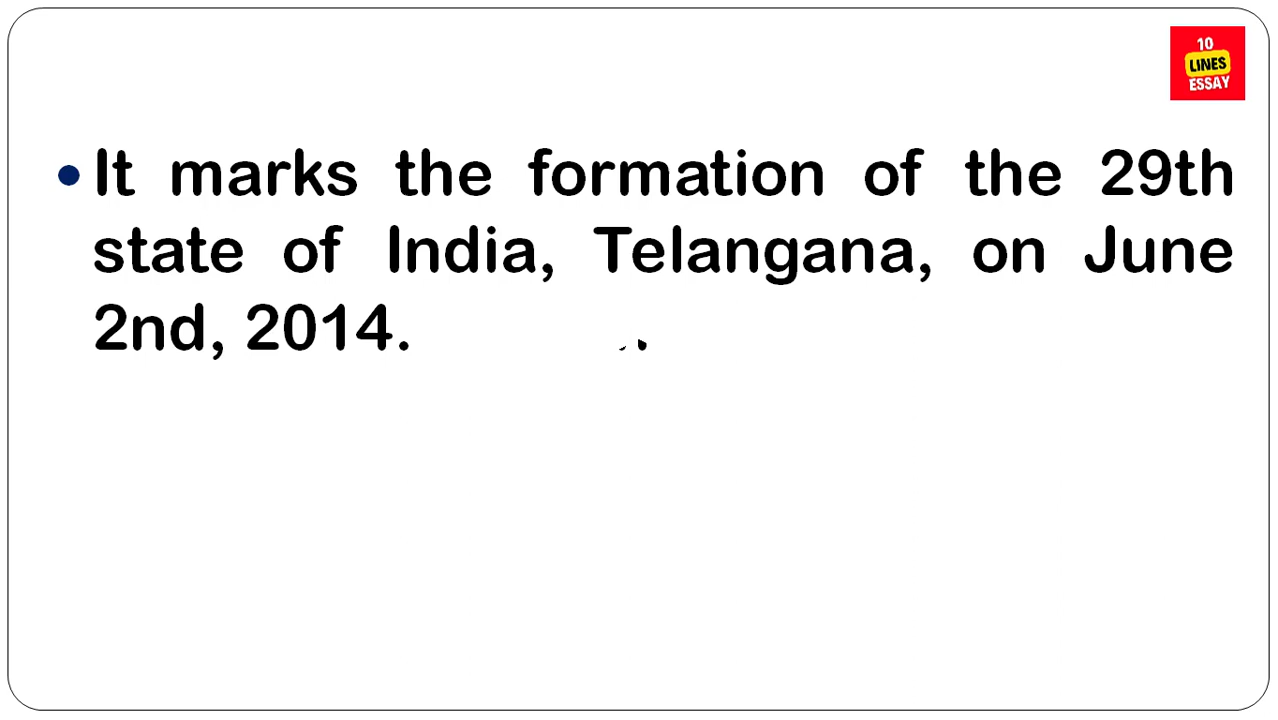 10
LINES
ESSAY
It marks the formation of the 29th
state of India, Telangana, on June
2nd, 2014.